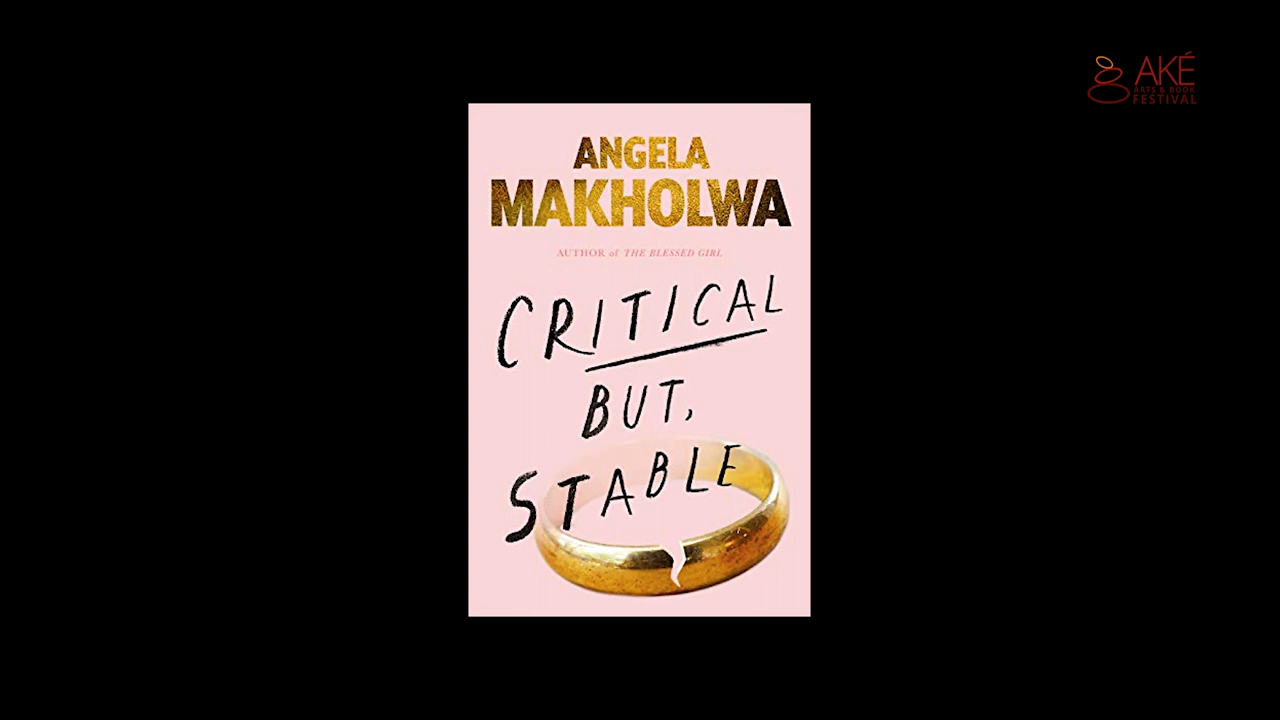 AKÉ
ARTS & BOOK
FESTIVAL
ANGELA
MAKHOLWA
AUTHOR of THE BLESSED GIRL
CRITICAL
BUT,
STABLE